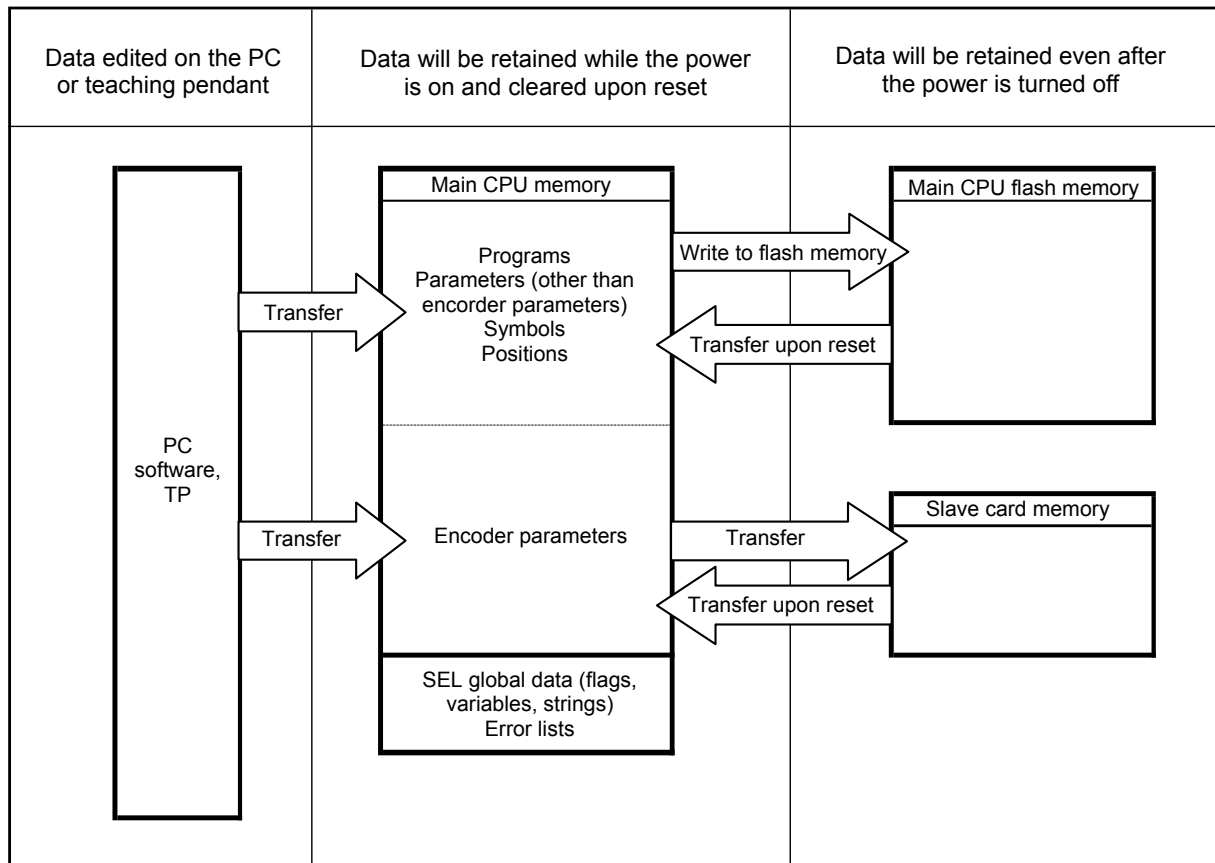 Data edited on the PC
or teaching pendant
Data will be retained while the power
is on and cleared upon reset
Data will be retained even after
the power is turned off
PC
software,
TP
Transfer
Transfer
Main CPU memory
Programs
Parameters (other than
encorder parameters)
Symbols
Positions
Encoder parameters
SEL global data (flags,
variables, strings)
Error lists
Write to flash memory
Transfer upon reset
Transfer
Transfer upon reset
Main CPU flash memory
Slave card memory